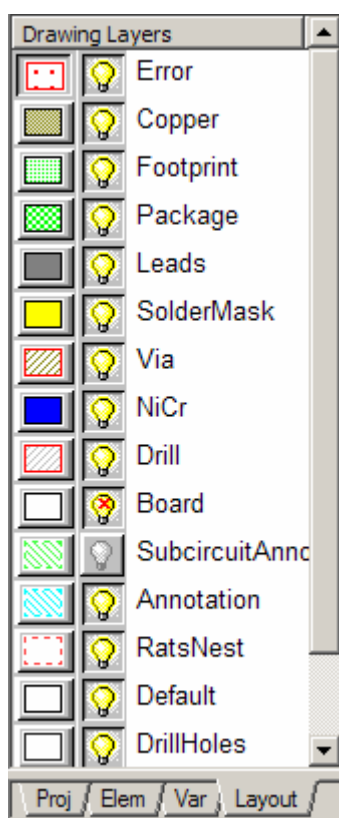 Drawing Layers
Error
Copper
Footprint
Package
Leads
SolderMask
Via
NiCr
Drill
Board
SubcircuitAnno
Annotation
RatsNest
Default
DrillHoles
Proj Elem Var Layout